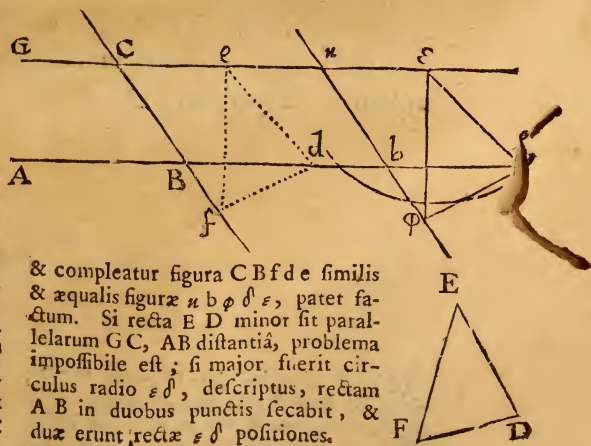 G C e n ε
A B d b
f φ
& compleatur figura C B f d e ſimilis
& æqualis figuræ n b φ δ ε, patet fa-
ctum. Si recta E D minor ſit paral-
lelarum G C, AB diſtantiâ, problema
impoſſibile eſt ; ſi major fuerit cir-
culus radio ε δ, deſcriptus, rectam
A B in duobus punctis ſecabit, &
duæ erunt rectæ ε δ poſitiones.
E
F D